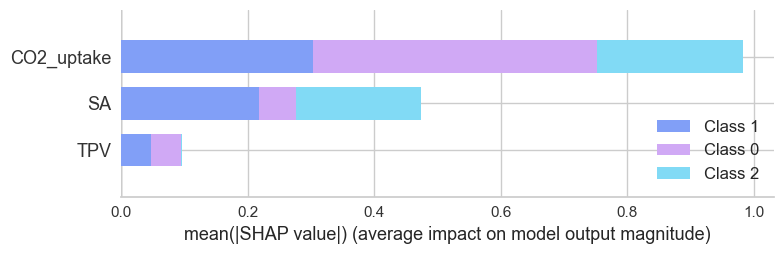 CO2_uptake
SA
TPV
Class 1
Class 0
Class 2
0.0 0.2 0.4 0.6 0.8 1.0
mean(|SHAP value|) (average impact on model output magnitude)